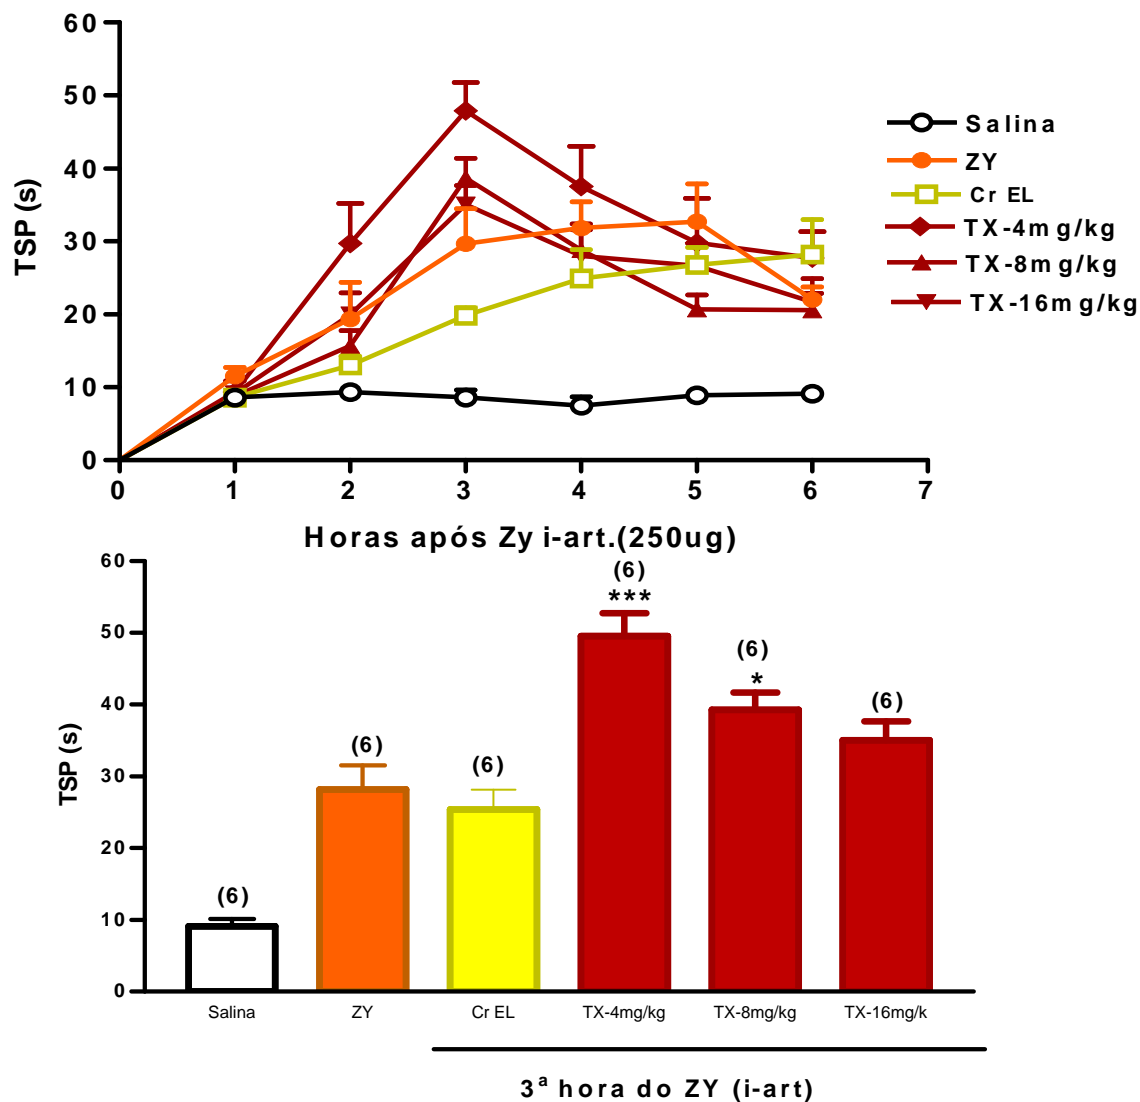 60
50
40
30
20
10
0
TSP (s)
0 1 2 3 4 5 6 7
Horas após Zy i-art.(250ug)
Salina
ZY
Cr EL
TX-4mg/kg
TX-8mg/kg
TX-16mg/kg
60
50
40
30
20
10
0
TSP (s)
(6)
(6)
(6)
(6)
***
(6)
*
(6)
Salina ZY Cr EL TX-4mg/kg TX-8mg/kg TX-16mg/k
3ª hora do ZY (i-art)